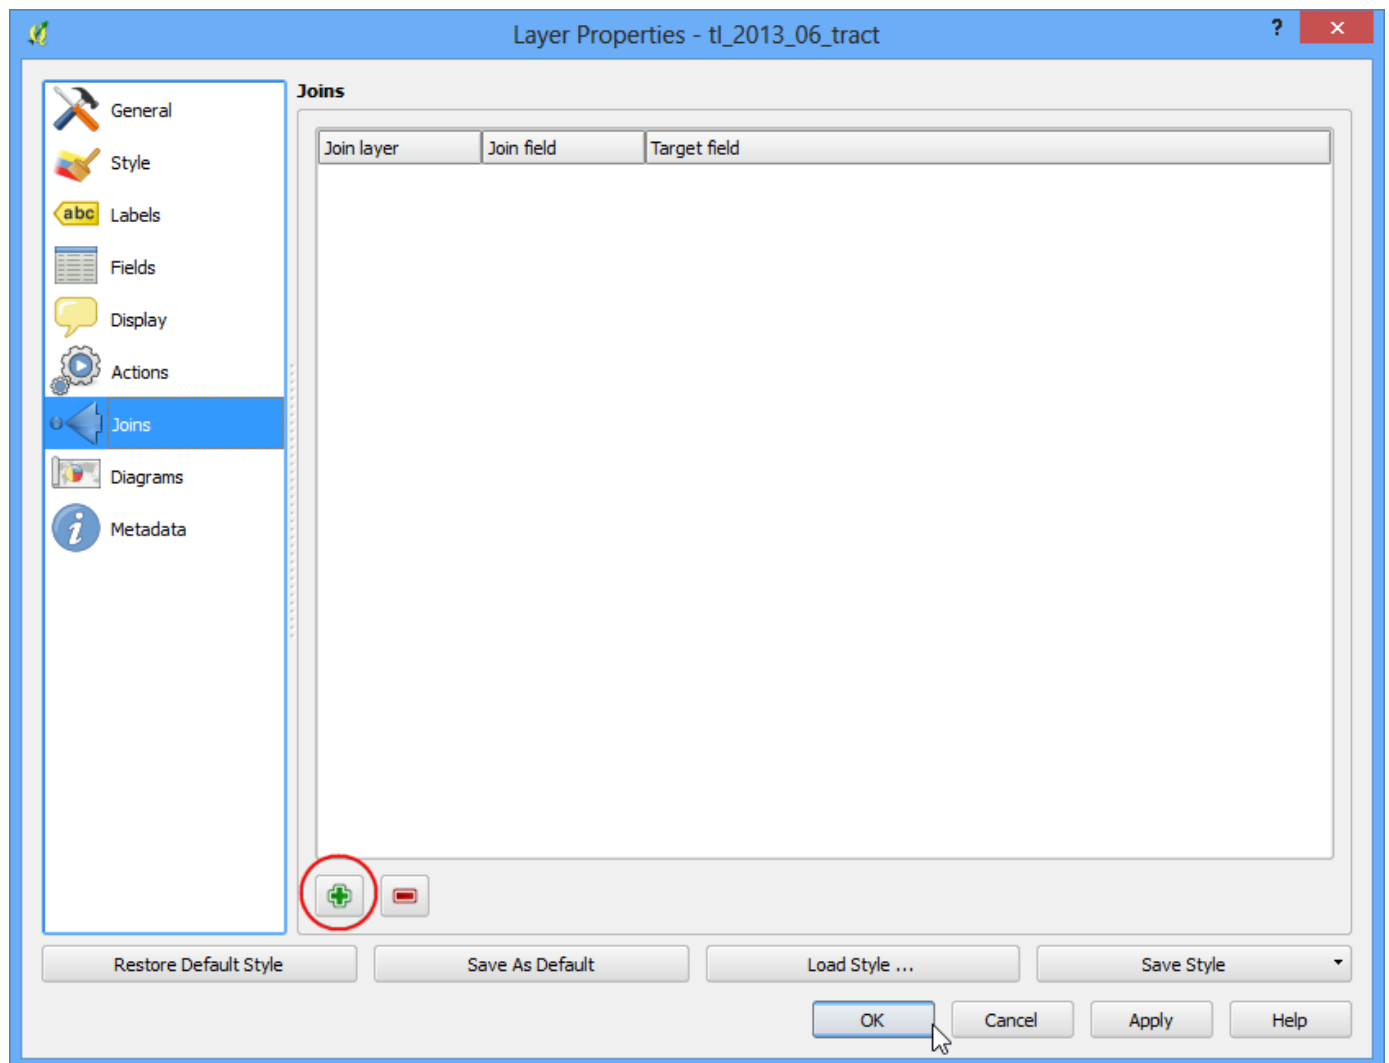 Layer Properties - tl_2013_06_tract
?
General
Style
abc Labels
Fields
Display
Actions
Joins
Diagrams
i Metadata
Joins
Join layer Join field Target field
Restore Default Style Save As Default Load Style ... Save Style
OK Cancel Apply Help